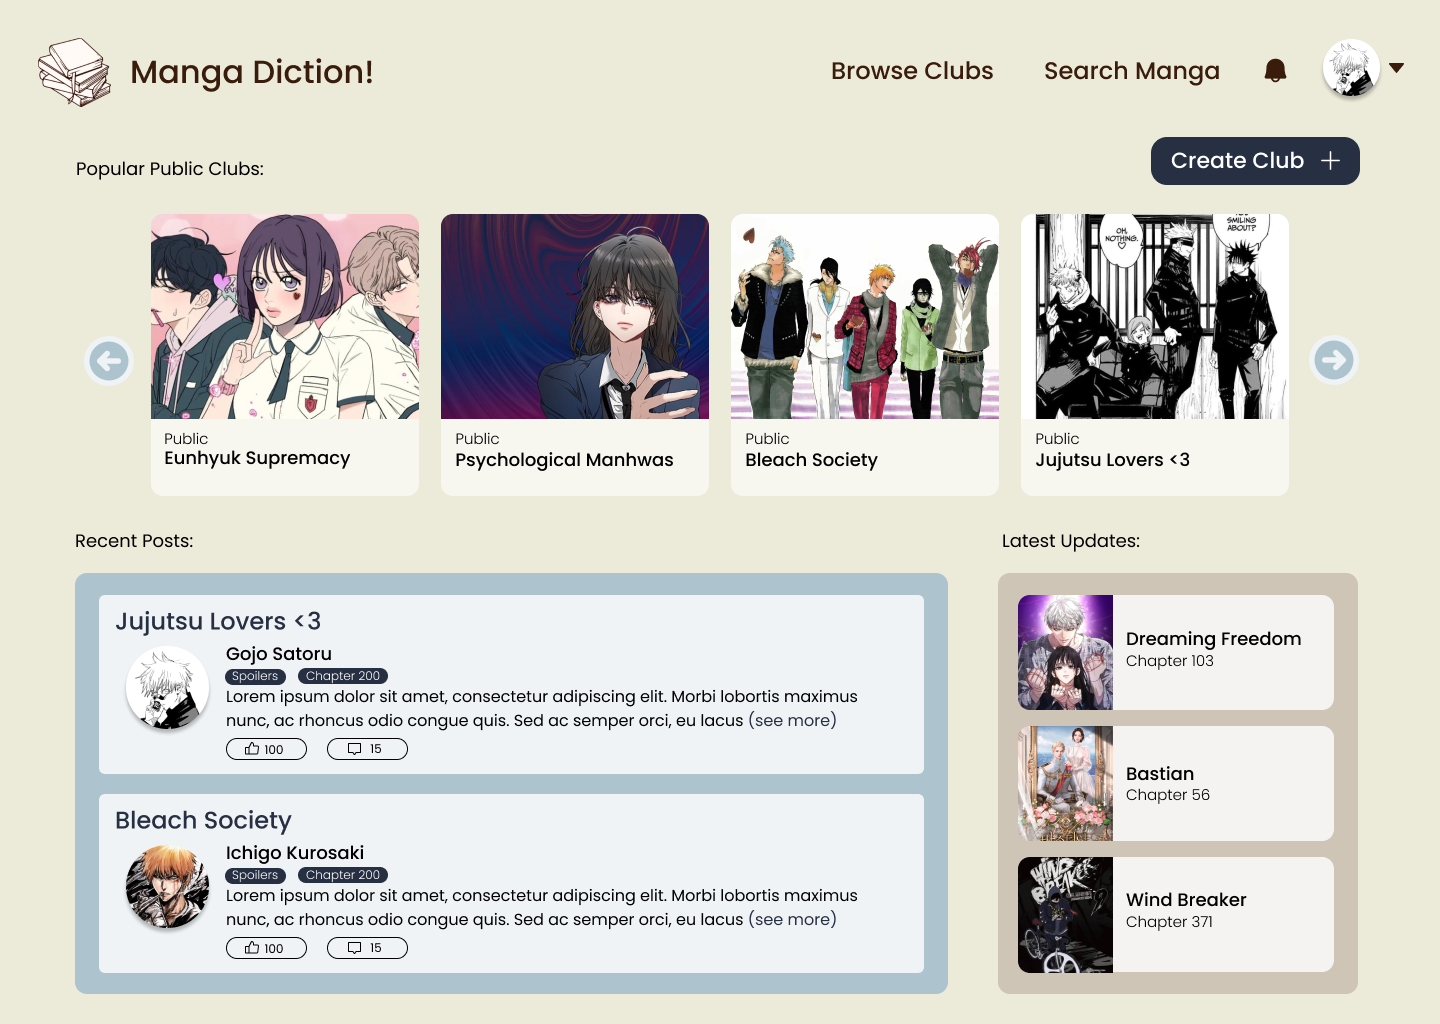 Manga Diction!
Browse Clubs
Search Manga
Popular Public Clubs:
Create Club +
OH, NOTHING. ♡
SMILING ABOUT?
Public
Eunhyuk Supremacy
Public
Psychological Manhwas
Public
Bleach Society
Public
Jujutsu Lovers <3
Recent Posts:
Jujutsu Lovers <3
Gojo Satoru
Spoilers
Chapter 200
Lorem ipsum dolor sit amet, consectetur adipiscing elit. Morbi lobortis maximus
nunc, ac rhoncus odio congue quis. Sed ac semper orci, eu lacus (see more)
100
15
Bleach Society
Ichigo Kurosaki
Spoilers
Chapter 200
Lorem ipsum dolor sit amet, consectetur adipiscing elit. Morbi lobortis maximus
nunc, ac rhoncus odio congue quis. Sed ac semper orci, eu lacus (see more)
100
15
Latest Updates:
Dreaming Freedom
Chapter 103
Bastian
Chapter 56
WIND BREAKER
Wind Breaker
Chapter 371